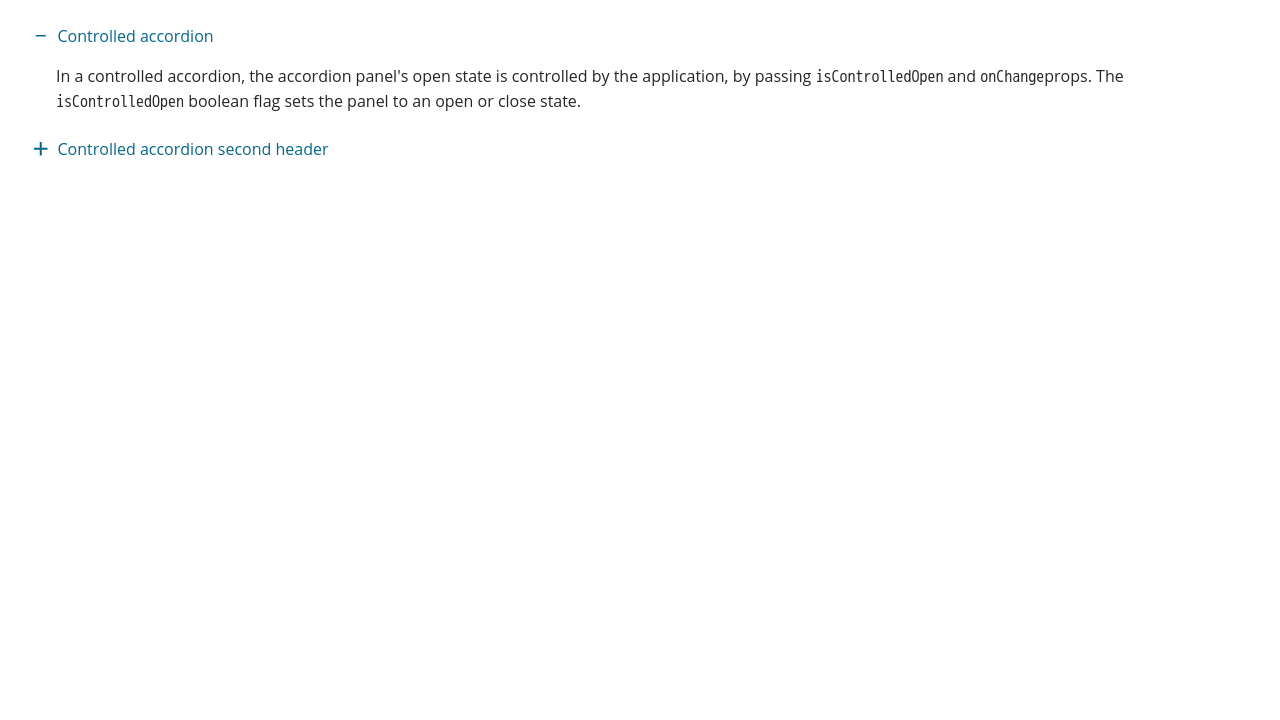 Controlled accordion
In a controlled accordion, the accordion panel's open state is controlled by the application, by passing isControlledOpen and onChangeprops. The
isControlledOpen boolean flag sets the panel to an open or close state.
Controlled accordion second header